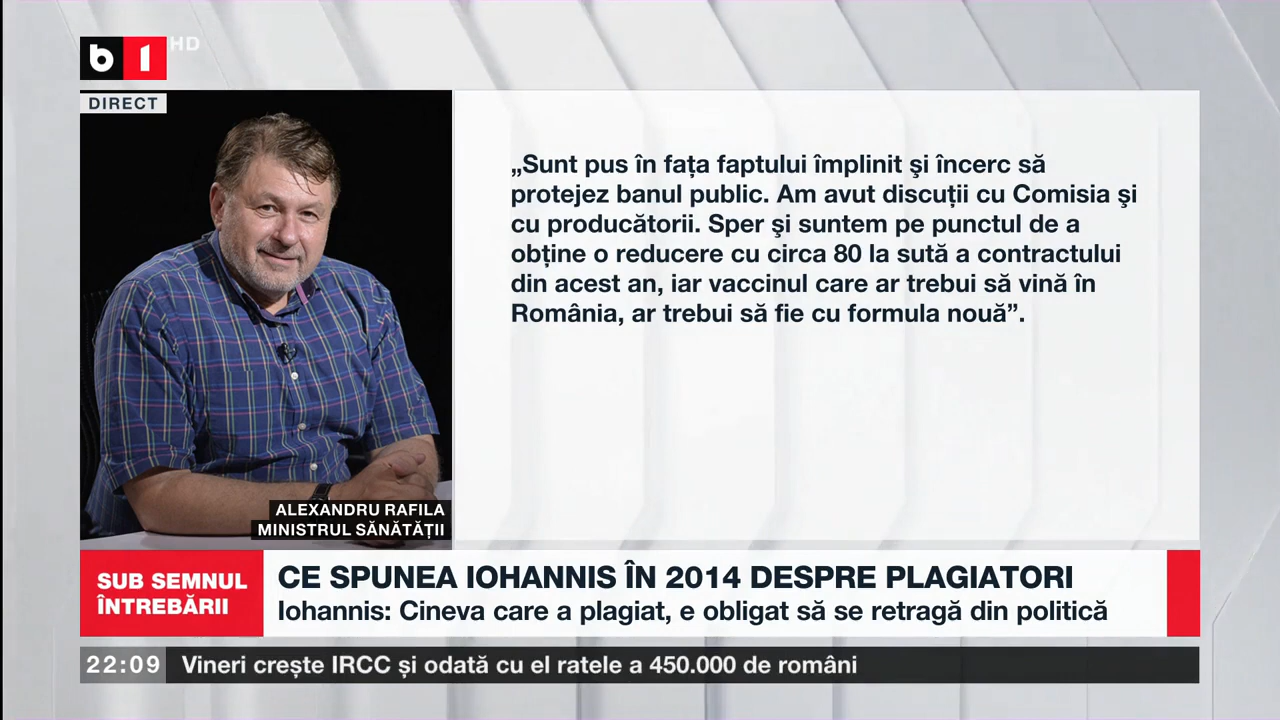 b1 HD
DIRECT
„Sunt pus în fața faptului împlinit şi încerc să
protejez banul public. Am avut discuții cu Comisia şi
cu producătorii. Sper şi suntem pe punctul de a
obține o reducere cu circa 80 la sută a contractului
din acest an, iar vaccinul care ar trebui să vină în
România, ar trebui să fie cu formula nouă”.
ALEXANDRU RAFILA
MINISTRUL SĂNĂTĂȚII
SUB SEMNUL
ÎNTREBĂRII
CE SPUNEA IOHANNIS ÎN 2014 DESPRE PLAGIATORI
Iohannis: Cineva care a plagiat, e obligat să se retragă din politică
22:09 Vineri crește IRCC și odată cu el ratele a 450.000 de români